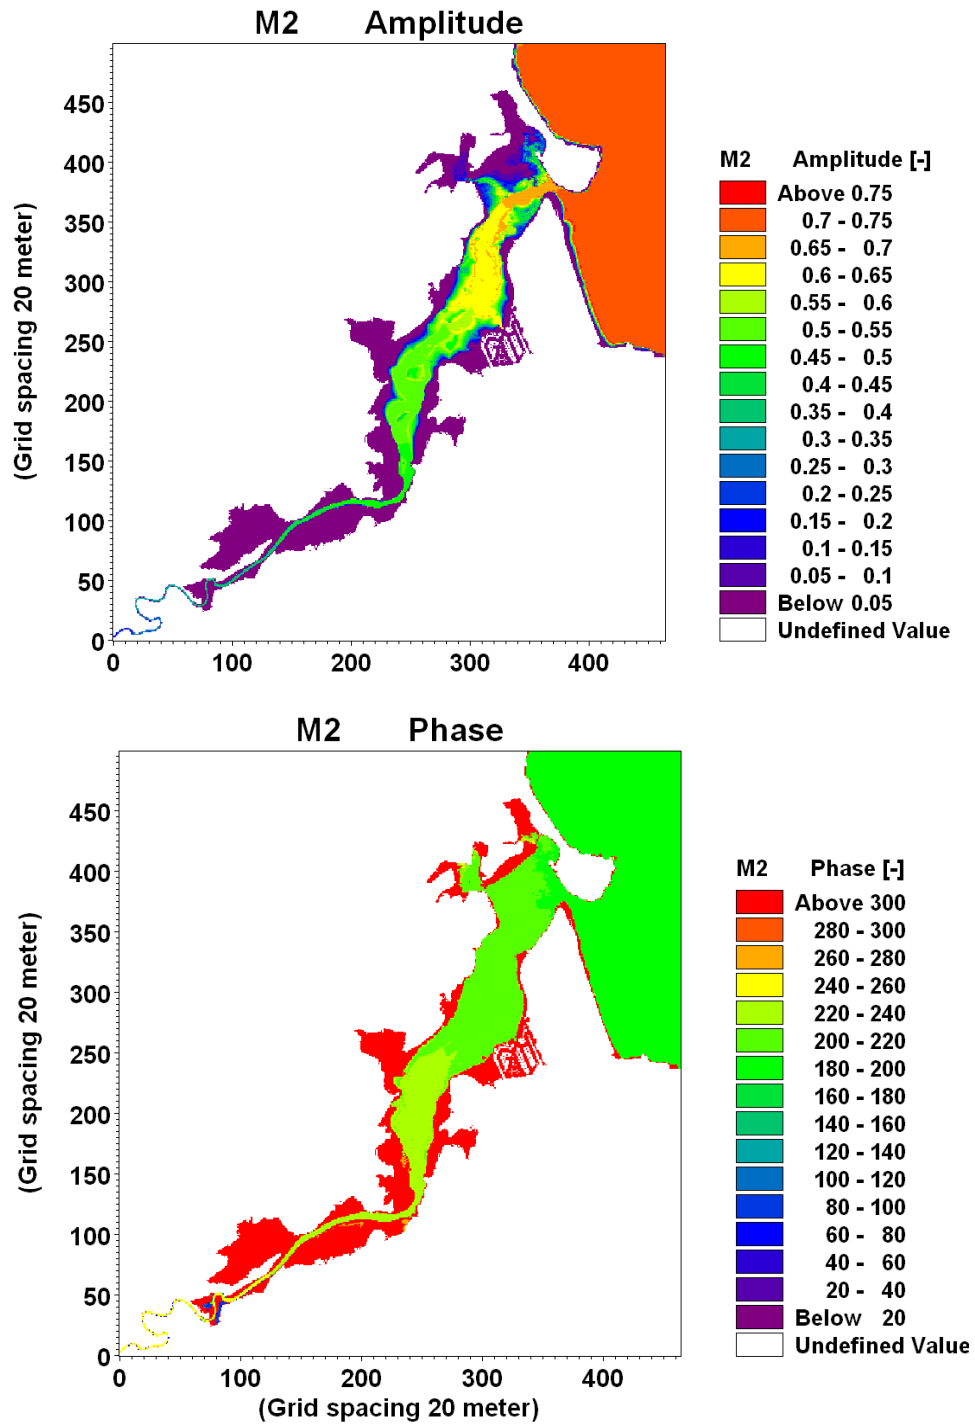 M2 Amplitude
450
400
350
300
250
200
150
100
50
0
(Grid spacing 20 meter)
0 100 200 300 400
M2 Amplitude [-]
Above 0.75
0.7 - 0.75
0.65 - 0.7
0.6 - 0.65
0.55 - 0.6
0.5 - 0.55
0.45 - 0.5
0.4 - 0.45
0.35 - 0.4
0.3 - 0.35
0.25 - 0.3
0.2 - 0.25
0.15 - 0.2
0.1 - 0.15
0.05 - 0.1
Below 0.05
Undefined Value
M2 Phase
450
400
350
300
250
200
150
100
50
0
(Grid spacing 20 meter)
0 100 200 300 400
(Grid spacing 20 meter)
M2 Phase [-]
Above 300
280 - 300
260 - 280
240 - 260
220 - 240
200 - 220
180 - 200
160 - 180
140 - 160
120 - 140
100 - 120
80 - 100
60 - 80
40 - 60
20 - 40
Below 20
Undefined Value